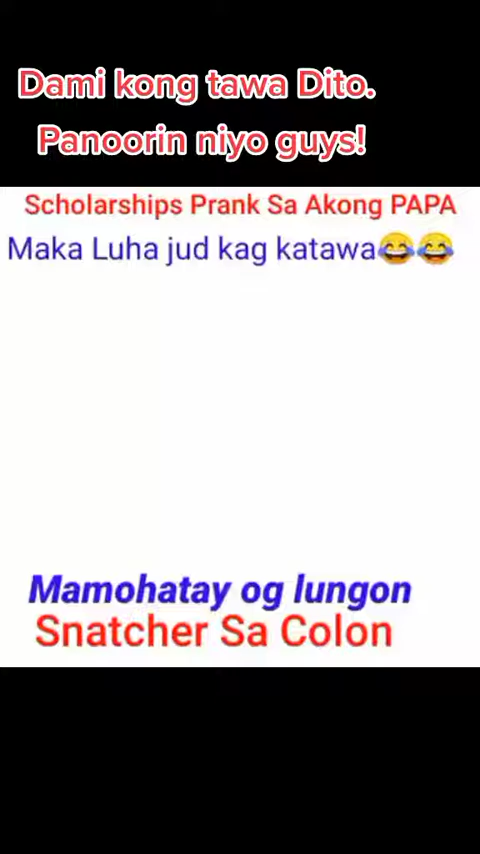 Dami kong tawa Dito.
Panoorin niyo guys!
Scholarships Prank Sa Akong PAPA
Maka Luha jud kag katawa😂😂
Mamohatay og lungon
Snatcher Sa Colon